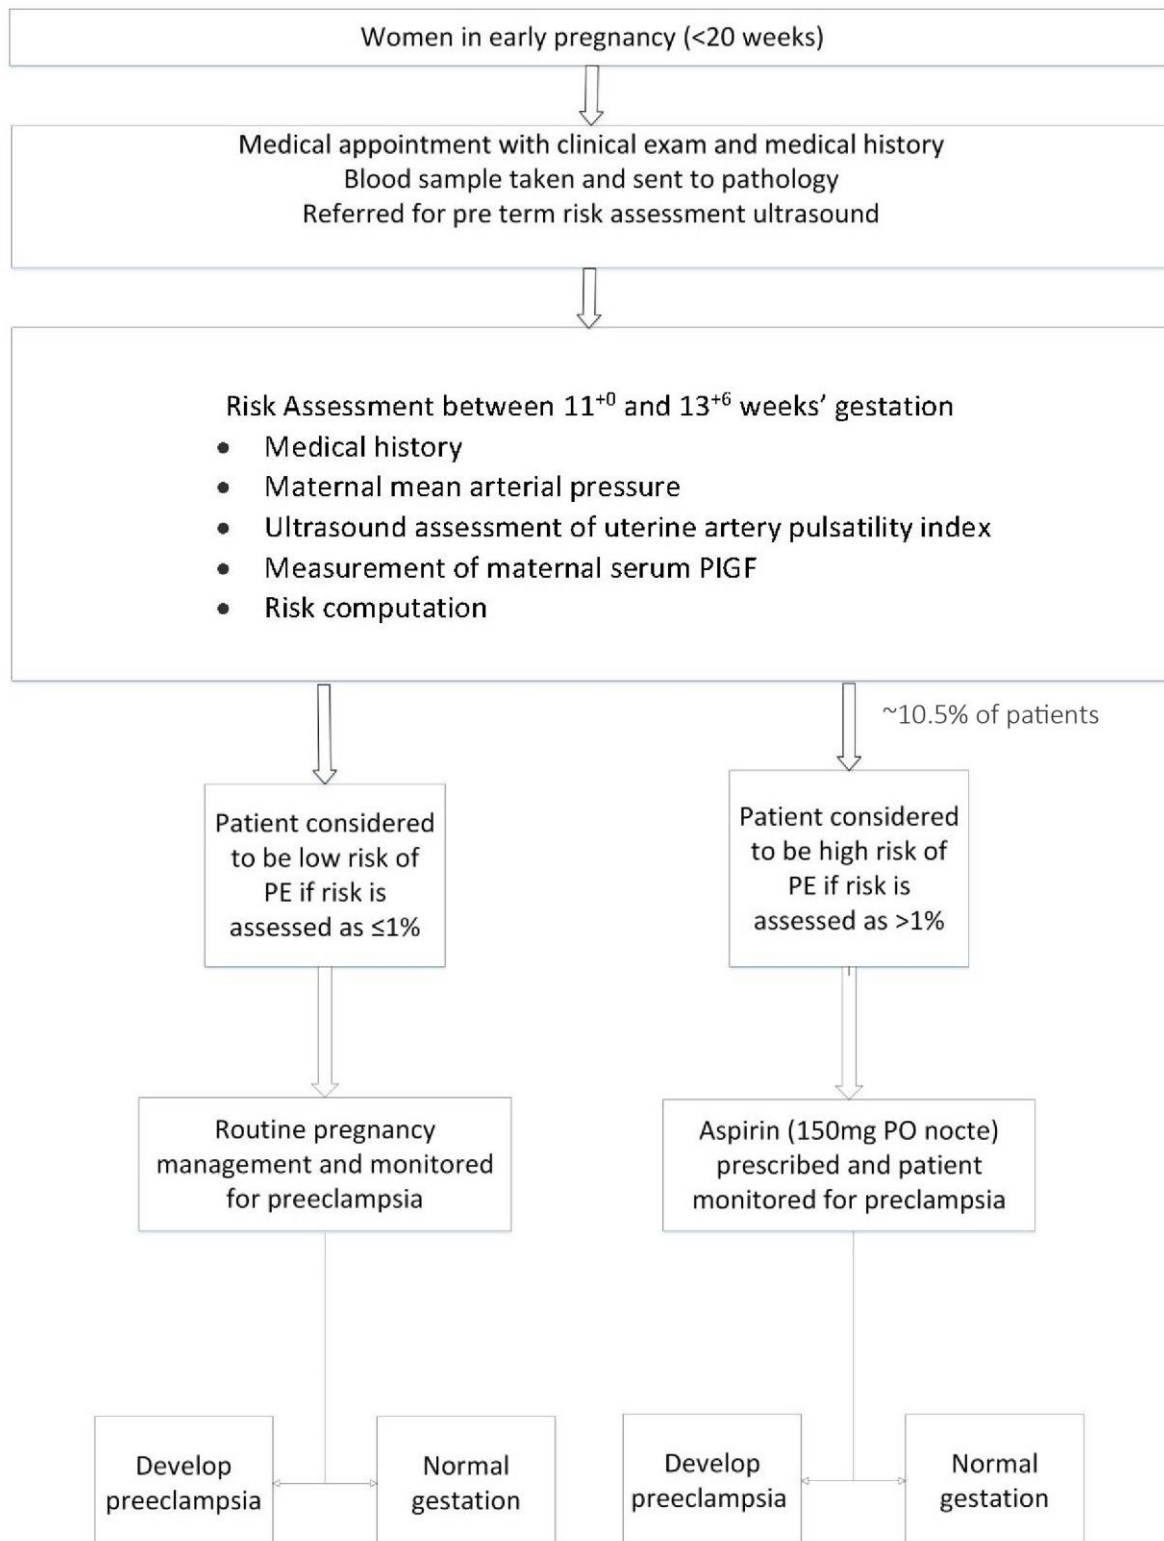 Women in early pregnancy (<20 weeks)
Medical appointment with clinical exam and medical history
Blood sample taken and sent to pathology
Referred for pre term risk assessment ultrasound
Risk Assessment between 11⁺⁰ and 13⁺⁶ weeks’ gestation
• Medical history
• Maternal mean arterial pressure
• Ultrasound assessment of uterine artery pulsatility index
• Measurement of maternal serum PIGF
• Risk computation
~10.5% of patients
Patient considered
to be low risk of
PE if risk is
assessed as ≤1%
Patient considered
to be high risk of
PE if risk is
assessed as >1%
Routine pregnancy
management and monitored
for preeclampsia
Aspirin (150mg PO nocte)
prescribed and patient
monitored for preclampsia
Develop
preeclampsia
Normal
gestation
Develop
preeclampsia
Normal
gestation